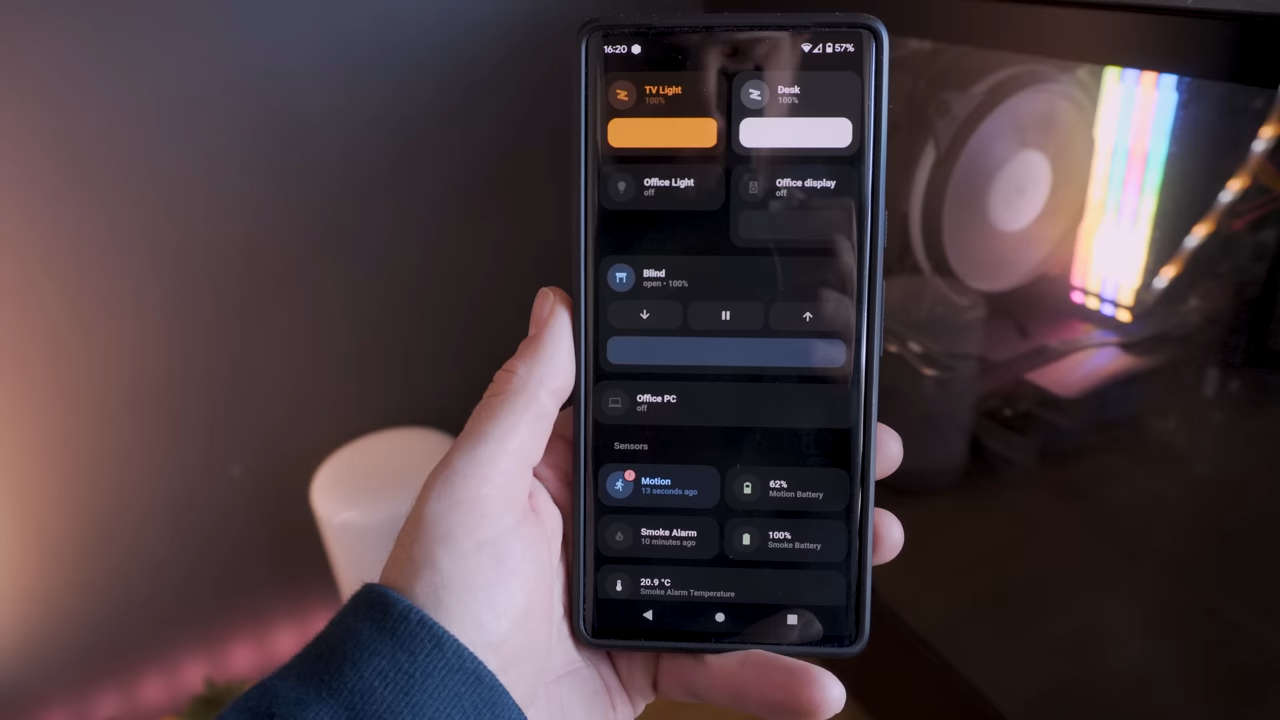 16:20 57%
TV Light
100%
Desk
100%
Office Light
off
Office display
off
Blind
open • 100%
Office PC
off
Sensors
Motion
13 seconds ago
62%
Motion Battery
Smoke Alarm
10 minutes ago
100%
Smoke Battery
20.9 °C
Smoke Alarm Temperature